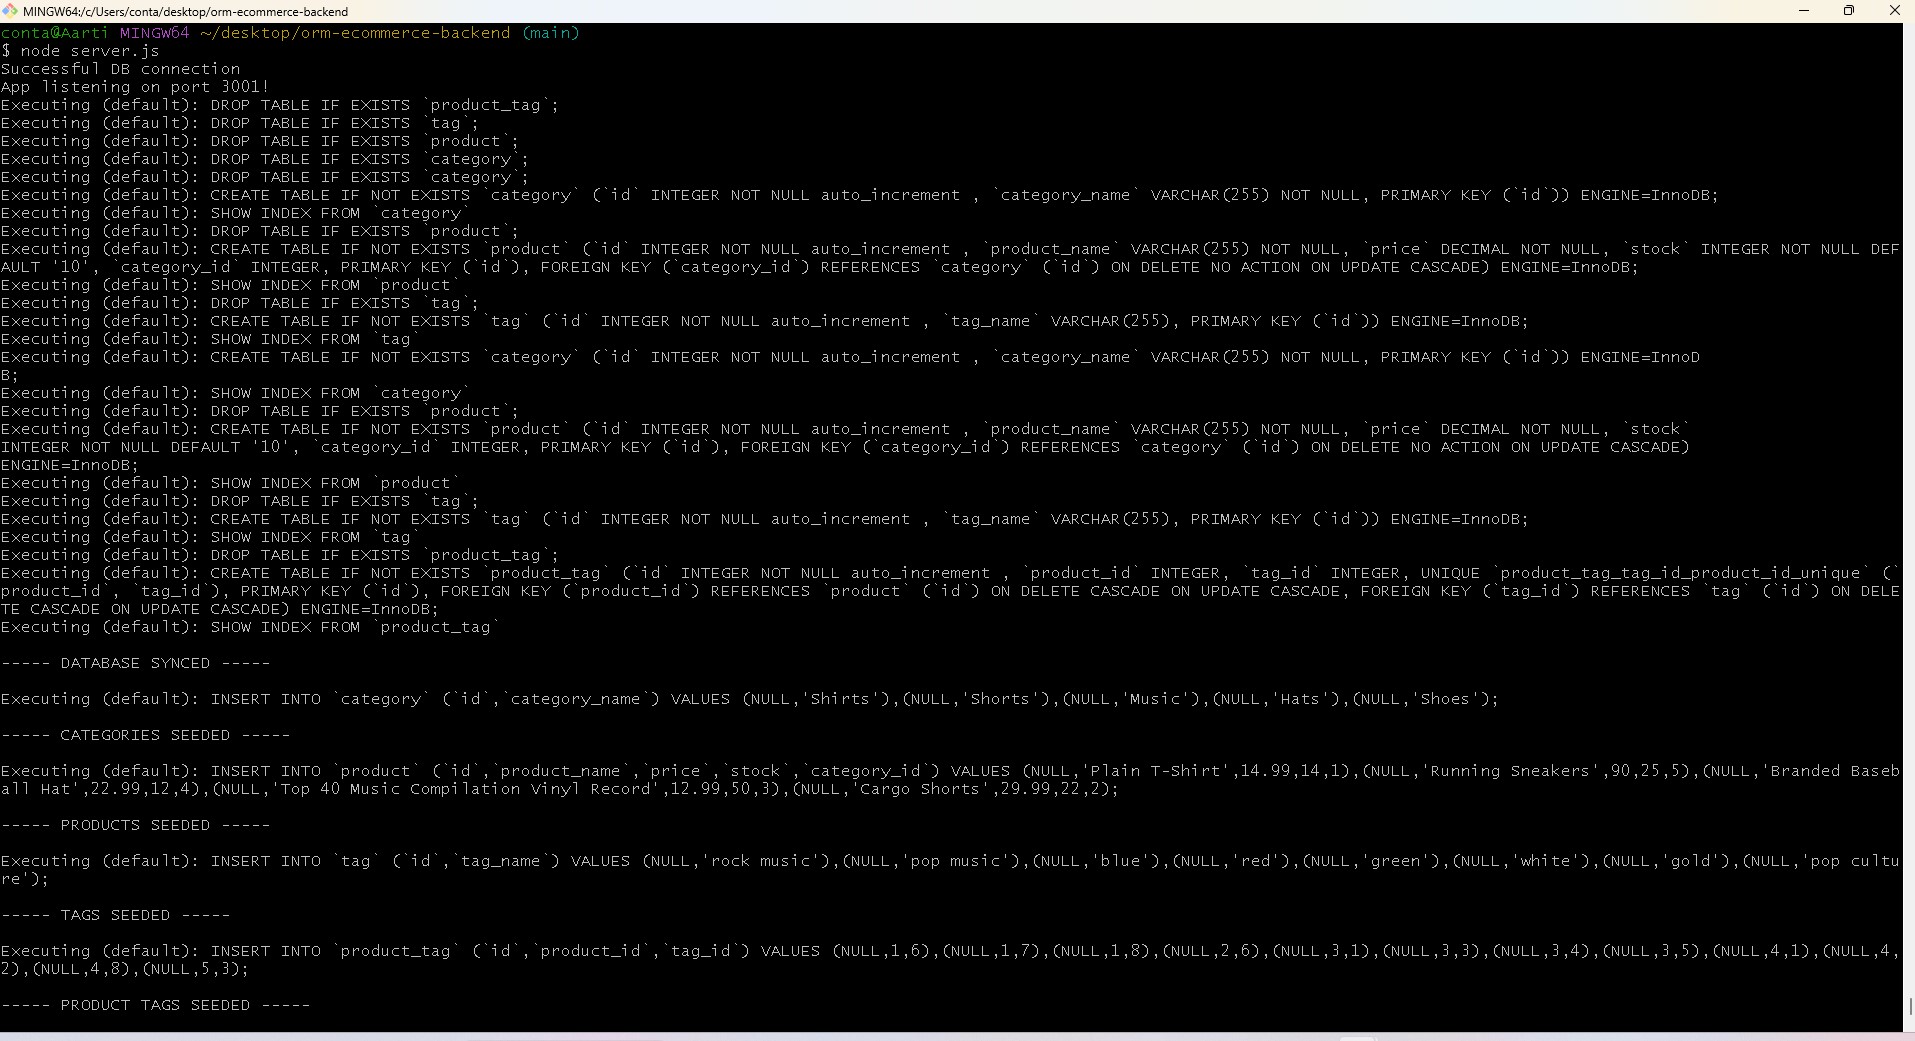 MINGW64:/c/Users/conta/desktop/orm-ecommerce-backend
conta@Aarti MINGW64 ~/desktop/orm-ecommerce-backend (main)
$ node server.js
Successful DB connection
App listening on port 3001!
Executing (default): DROP TABLE IF EXISTS `product_tag`;
Executing (default): DROP TABLE IF EXISTS `tag`;
Executing (default): DROP TABLE IF EXISTS `product`;
Executing (default): DROP TABLE IF EXISTS `category`;
Executing (default): DROP TABLE IF EXISTS `category`;
Executing (default): CREATE TABLE IF NOT EXISTS `category` (`id` INTEGER NOT NULL auto_increment , `category_name` VARCHAR(255) NOT NULL, PRIMARY KEY (`id`)) ENGINE=InnoDB;
Executing (default): SHOW INDEX FROM `category`
Executing (default): DROP TABLE IF EXISTS `product`;
Executing (default): CREATE TABLE IF NOT EXISTS `product` (`id` INTEGER NOT NULL auto_increment , `product_name` VARCHAR(255) NOT NULL, `price` DECIMAL NOT NULL, `stock` INTEGER NOT NULL DEF
AULT '10', `category_id` INTEGER, PRIMARY KEY (`id`), FOREIGN KEY (`category_id`) REFERENCES `category` (`id`) ON DELETE NO ACTION ON UPDATE CASCADE) ENGINE=InnoDB;
Executing (default): SHOW INDEX FROM `product`
Executing (default): DROP TABLE IF EXISTS `tag`;
Executing (default): CREATE TABLE IF NOT EXISTS `tag` (`id` INTEGER NOT NULL auto_increment , `tag_name` VARCHAR(255), PRIMARY KEY (`id`)) ENGINE=InnoDB;
Executing (default): SHOW INDEX FROM `tag`
Executing (default): CREATE TABLE IF NOT EXISTS `category` (`id` INTEGER NOT NULL auto_increment , `category_name` VARCHAR(255) NOT NULL, PRIMARY KEY (`id`)) ENGINE=InnoD
B;
Executing (default): SHOW INDEX FROM `category`
Executing (default): DROP TABLE IF EXISTS `product`;
Executing (default): CREATE TABLE IF NOT EXISTS `product` (`id` INTEGER NOT NULL auto_increment , `product_name` VARCHAR(255) NOT NULL, `price` DECIMAL NOT NULL, `stock`
INTEGER NOT NULL DEFAULT '10', `category_id` INTEGER, PRIMARY KEY (`id`), FOREIGN KEY (`category_id`) REFERENCES `category` (`id`) ON DELETE NO ACTION ON UPDATE CASCADE)
ENGINE=InnoDB;
Executing (default): SHOW INDEX FROM `product`
Executing (default): DROP TABLE IF EXISTS `tag`;
Executing (default): CREATE TABLE IF NOT EXISTS `tag` (`id` INTEGER NOT NULL auto_increment , `tag_name` VARCHAR(255), PRIMARY KEY (`id`)) ENGINE=InnoDB;
Executing (default): SHOW INDEX FROM `tag`
Executing (default): DROP TABLE IF EXISTS `product_tag`;
Executing (default): CREATE TABLE IF NOT EXISTS `product_tag` (`id` INTEGER NOT NULL auto_increment , `product_id` INTEGER, `tag_id` INTEGER, UNIQUE `product_tag_tag_id_product_id_unique` (`
product_id`, `tag_id`), PRIMARY KEY (`id`), FOREIGN KEY (`product_id`) REFERENCES `product` (`id`) ON DELETE CASCADE ON UPDATE CASCADE, FOREIGN KEY (`tag_id`) REFERENCES `tag` (`id`) ON DELE
TE CASCADE ON UPDATE CASCADE) ENGINE=InnoDB;
Executing (default): SHOW INDEX FROM `product_tag`
----- DATABASE SYNCED -----
Executing (default): INSERT INTO `category` (`id`,`category_name`) VALUES (NULL,'Shirts'),(NULL,'Shorts'),(NULL,'Music'),(NULL,'Hats'),(NULL,'Shoes');
----- CATEGORIES SEEDED -----
Executing (default): INSERT INTO `product` (`id`,`product_name`,`price`,`stock`,`category_id`) VALUES (NULL,'Plain T-Shirt',14.99,14,1),(NULL,'Running Sneakers',90,25,5),(NULL,'Branded Baseb
all Hat',22.99,12,4),(NULL,'Top 40 Music Compilation Vinyl Record',12.99,50,3),(NULL,'Cargo Shorts',29.99,22,2);
----- PRODUCTS SEEDED -----
Executing (default): INSERT INTO `tag` (`id`,`tag_name`) VALUES (NULL,'rock music'),(NULL,'pop music'),(NULL,'blue'),(NULL,'red'),(NULL,'green'),(NULL,'white'),(NULL,'gold'),(NULL,'pop cultu
re');
----- TAGS SEEDED -----
Executing (default): INSERT INTO `product_tag` (`id`,`product_id`,`tag_id`) VALUES (NULL,1,6),(NULL,1,7),(NULL,1,8),(NULL,2,6),(NULL,3,1),(NULL,3,3),(NULL,3,4),(NULL,3,5),(NULL,4,1),(NULL,4,
2),(NULL,4,8),(NULL,5,3);
----- PRODUCT TAGS SEEDED -----